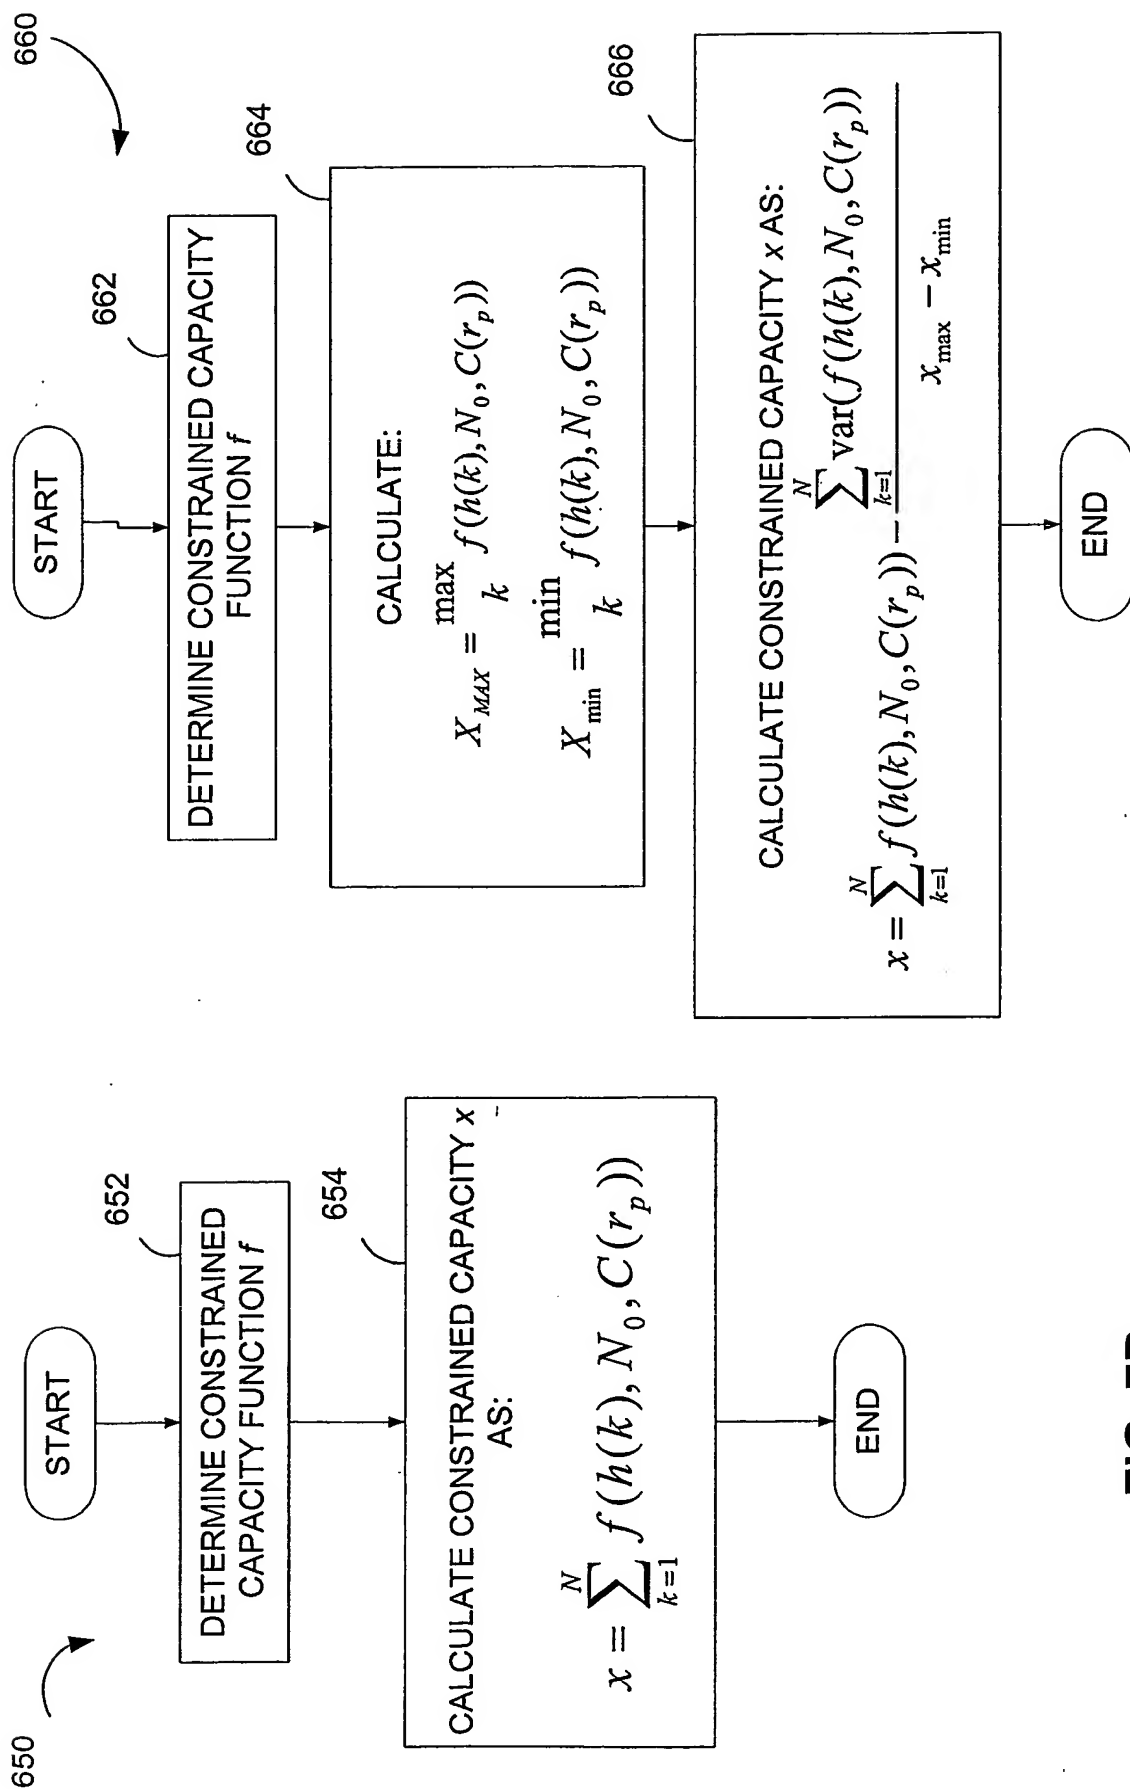 650
START
652
DETERMINE CONSTRAINED
CAPACITY FUNCTION f
654
CALCULATE CONSTRAINED CAPACITY x
AS:
x = \sum_{k=1}^{N} f(h(k), N_0, C(r_p))
END
660
START
662
DETERMINE CONSTRAINED CAPACITY
FUNCTION f
664
CALCULATE:
X_{MAX} = \max_{k} f(h(k), N_0, C(r_p))
X_{min} = \min_{k} f(h(k), N_0, C(r_p))
666
CALCULATE CONSTRAINED CAPACITY x AS:
x = \sum_{k=1}^{N} f(h(k), N_0, C(r_p)) - \frac{\sum_{k=1}^{N} var(f(h(k), N_0, C(r_p))}{x_{max} - x_{min}}
END